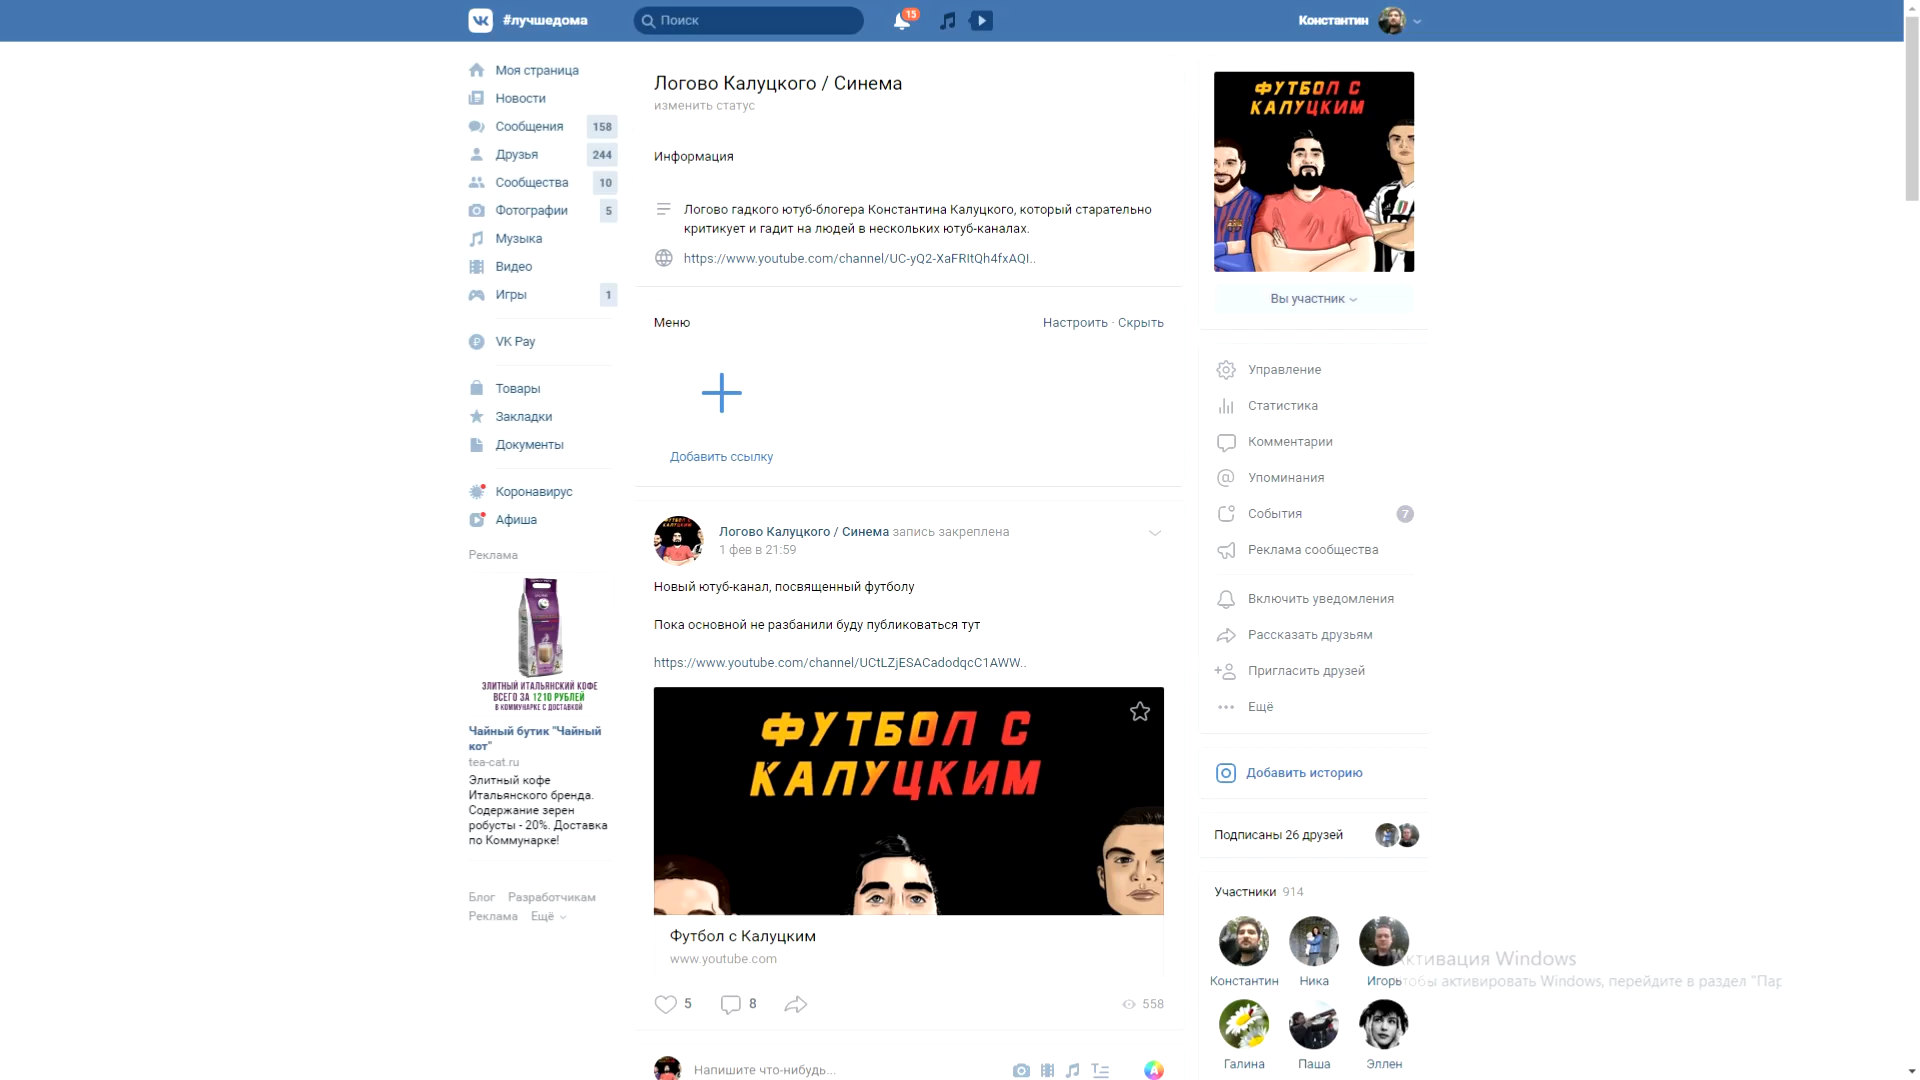 #лучшедома
Поиск
15
Константин
Моя страница
Новости
Сообщения 158
Друзья 244
Сообщества 10
Фотографии 5
Музыка
Видео
Игры 1
VK Pay
Товары
Закладки
Документы
Коронавирус
Афиша
Реклама
ЭЛИТНЫЙ ИТАЛЬЯНСКИЙ КОФЕ
ВСЕГО ЗА 1210 РУБЛЕЙ
В КОММУНАРКЕ С ДОСТАВКОЙ
Чайный бутик "Чайный
кот"
tea-cat.ru
Элитный кофе
Итальянского бренда.
Содержание зерен
робусты - 20%. Доставка
по Коммунарке!
Блог Разработчикам
Реклама Ещё
Логово Калуцкого / Синема
изменить статус
Информация
Логово гадкого ютуб-блогера Константина Калуцкого, который старательно
критикует и гадит на людей в нескольких ютуб-каналах.
https://www.youtube.com/channel/UC-yQ2-XaFRItQh4fxAQI..
Меню
Настроить · Скрыть
Добавить ссылку
Логово Калуцкого / Синема запись закреплена
1 фев в 21:59
Новый ютуб-канал, посвященный футболу
Пока основной не разбанили буду публиковаться тут
https://www.youtube.com/channel/UCtLZjESACadodqcC1AWW..
ФУТБОЛ С
КАЛУЦКИМ
Футбол с Калуцким
www.youtube.com
5 8 558
Напишите что-нибудь...
ФУТБОЛ С
КАЛУЦКИМ
Вы участник
Управление
Статистика
Комментарии
Упоминания
События 7
Реклама сообщества
Включить уведомления
Рассказать друзьям
Пригласить друзей
Ещё
Добавить историю
Подписаны 26 друзей
Участники 914
Константин Ника Игорь
Галина Паша Эллен
Активация Windows
Чтобы активировать Windows, перейдите в раздел "Пар